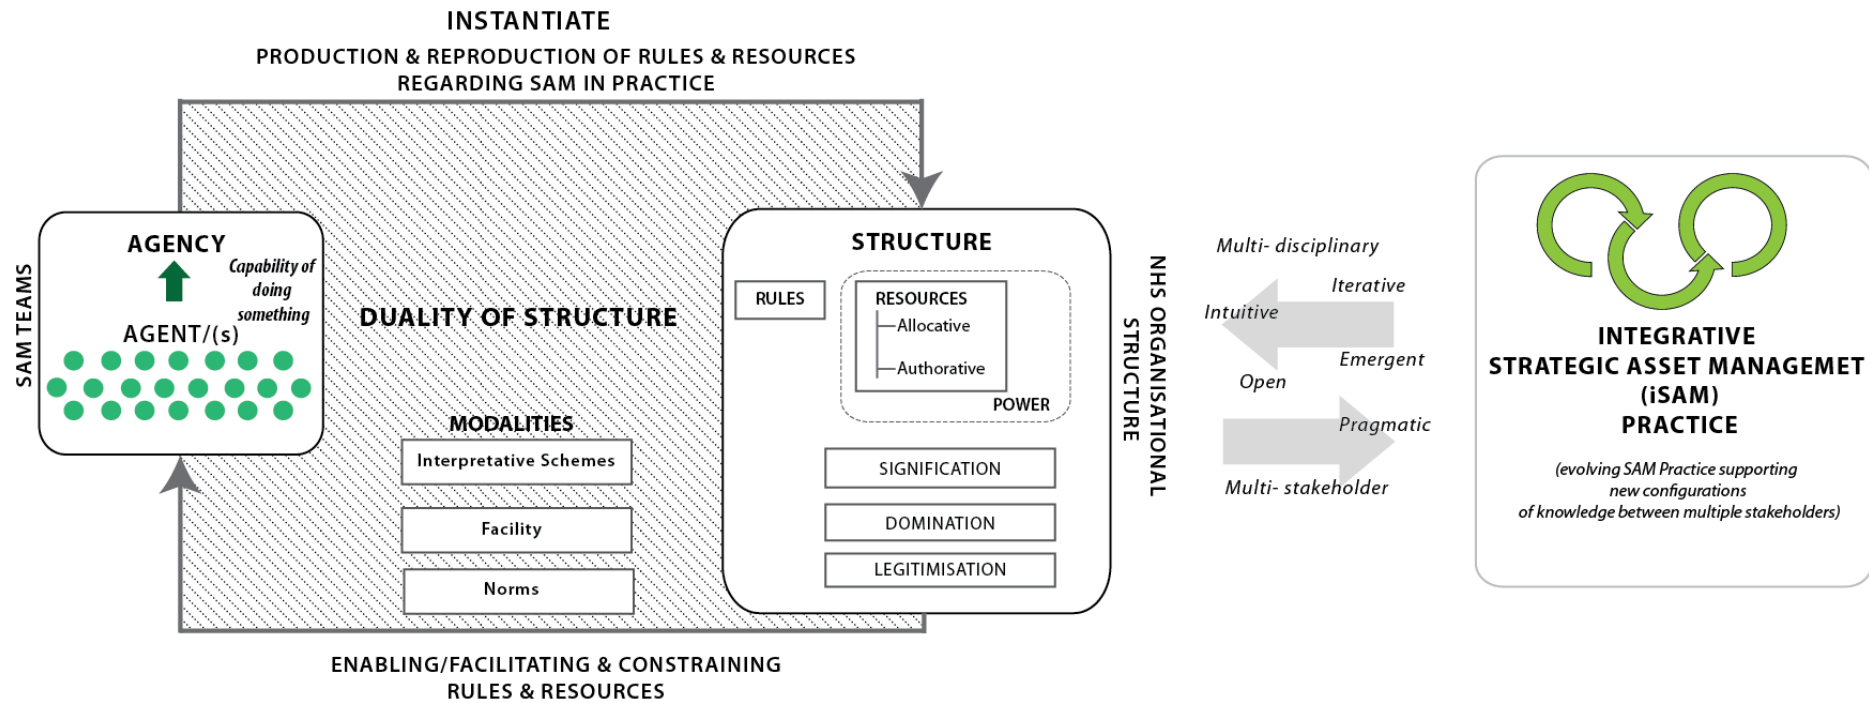 INSTANTIATE
PRODUCTION & REPRODUCTION OF RULES & RESOURCES
REGARDING SAM IN PRACTICE
SAM TEAMS
AGENCY
Capability of
doing
something
AGENT/(s)
DUALITY OF STRUCTURE
MODALITIES
Interpretative Schemes
Facility
Norms
STRUCTURE
RULES
RESOURCES
Allocative
Authorative
POWER
SIGNIFICATION
DOMINATION
LEGITIMISATION
NHS ORGANISATIONAL
STRUCTURE
Multi- disciplinary
Iterative
Intuitive
Emergent
Open
Pragmatic
Multi- stakeholder
INTEGRATIVE
STRATEGIC ASSET MANAGEMET
(iSAM)
PRACTICE
(evolving SAM Practice supporting
new configurations
of knowledge between multiple stakeholders)
ENABLING/FACILITATING & CONSTRAINING
RULES & RESOURCES